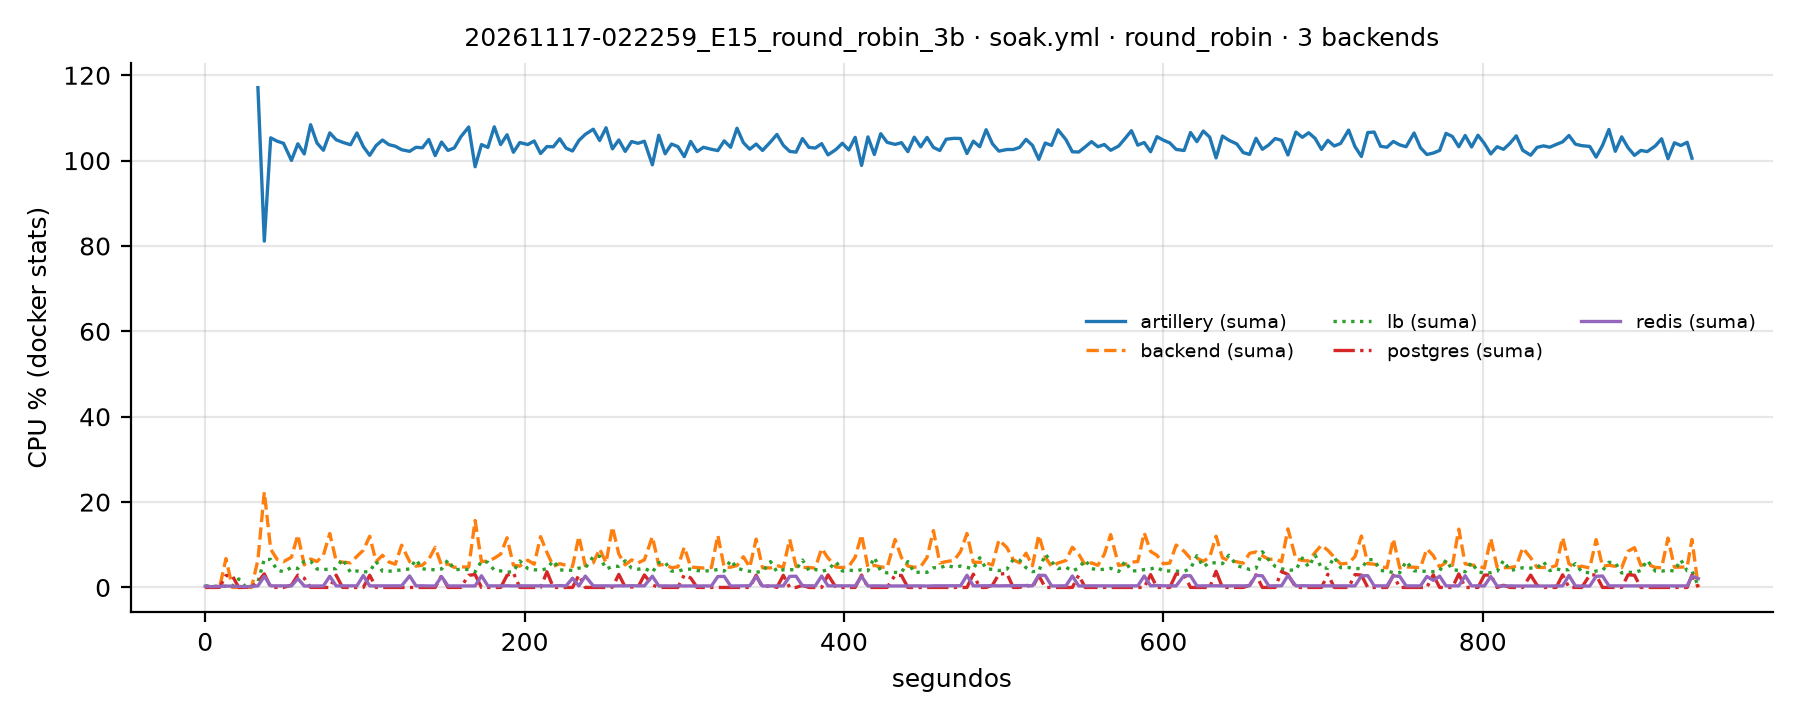 20261117-022259_E15_round_robin_3b · soak.yml · round_robin · 3 backends
CPU % (docker stats)
120
100
80
60
40
20
0
artillery (suma)
backend (suma)
lb (suma)
postgres (suma)
redis (suma)
0 200 400 600 800
segundos